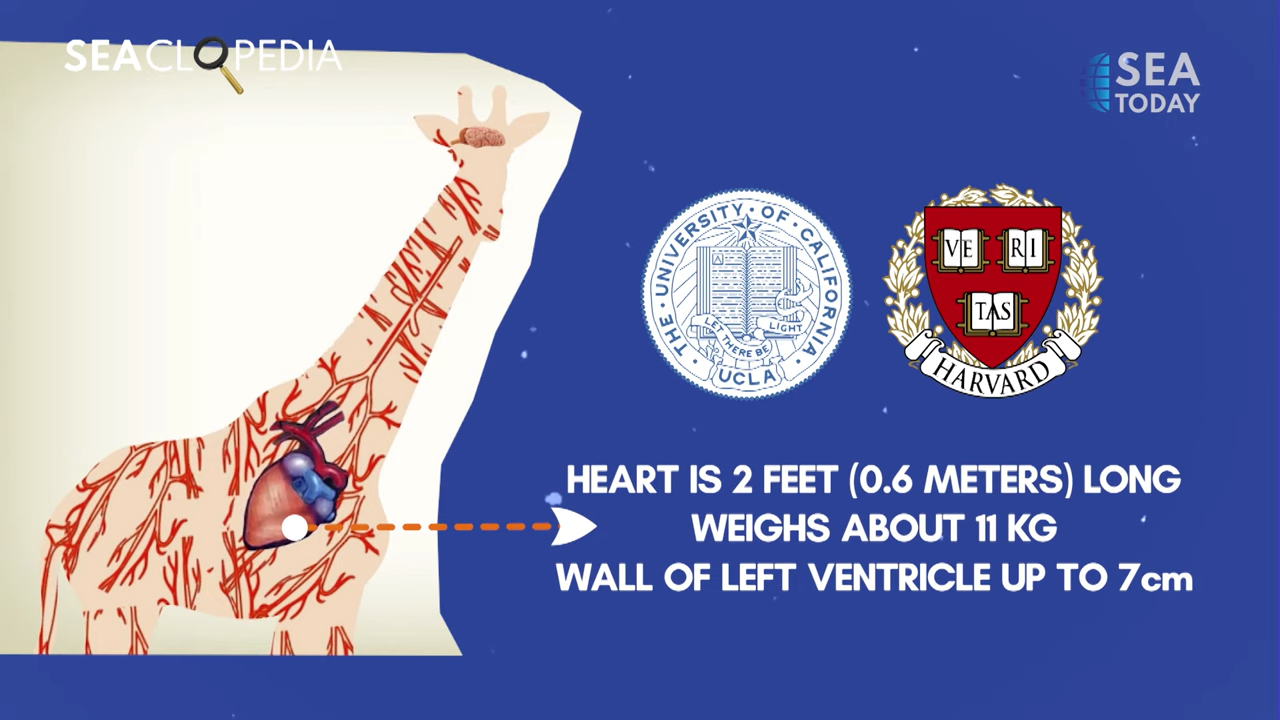 SEACLOPEDIA
SEA
TODAY
THE · UNIVERSITY · OF · CALIFORNIA
LET THERE BE
LIGHT
UCLA
VE
RI
TAS
HARVARD
HEART IS 2 FEET (0.6 METERS) LONG
WEIGHS ABOUT 11 KG
WALL OF LEFT VENTRICLE UP TO 7cm